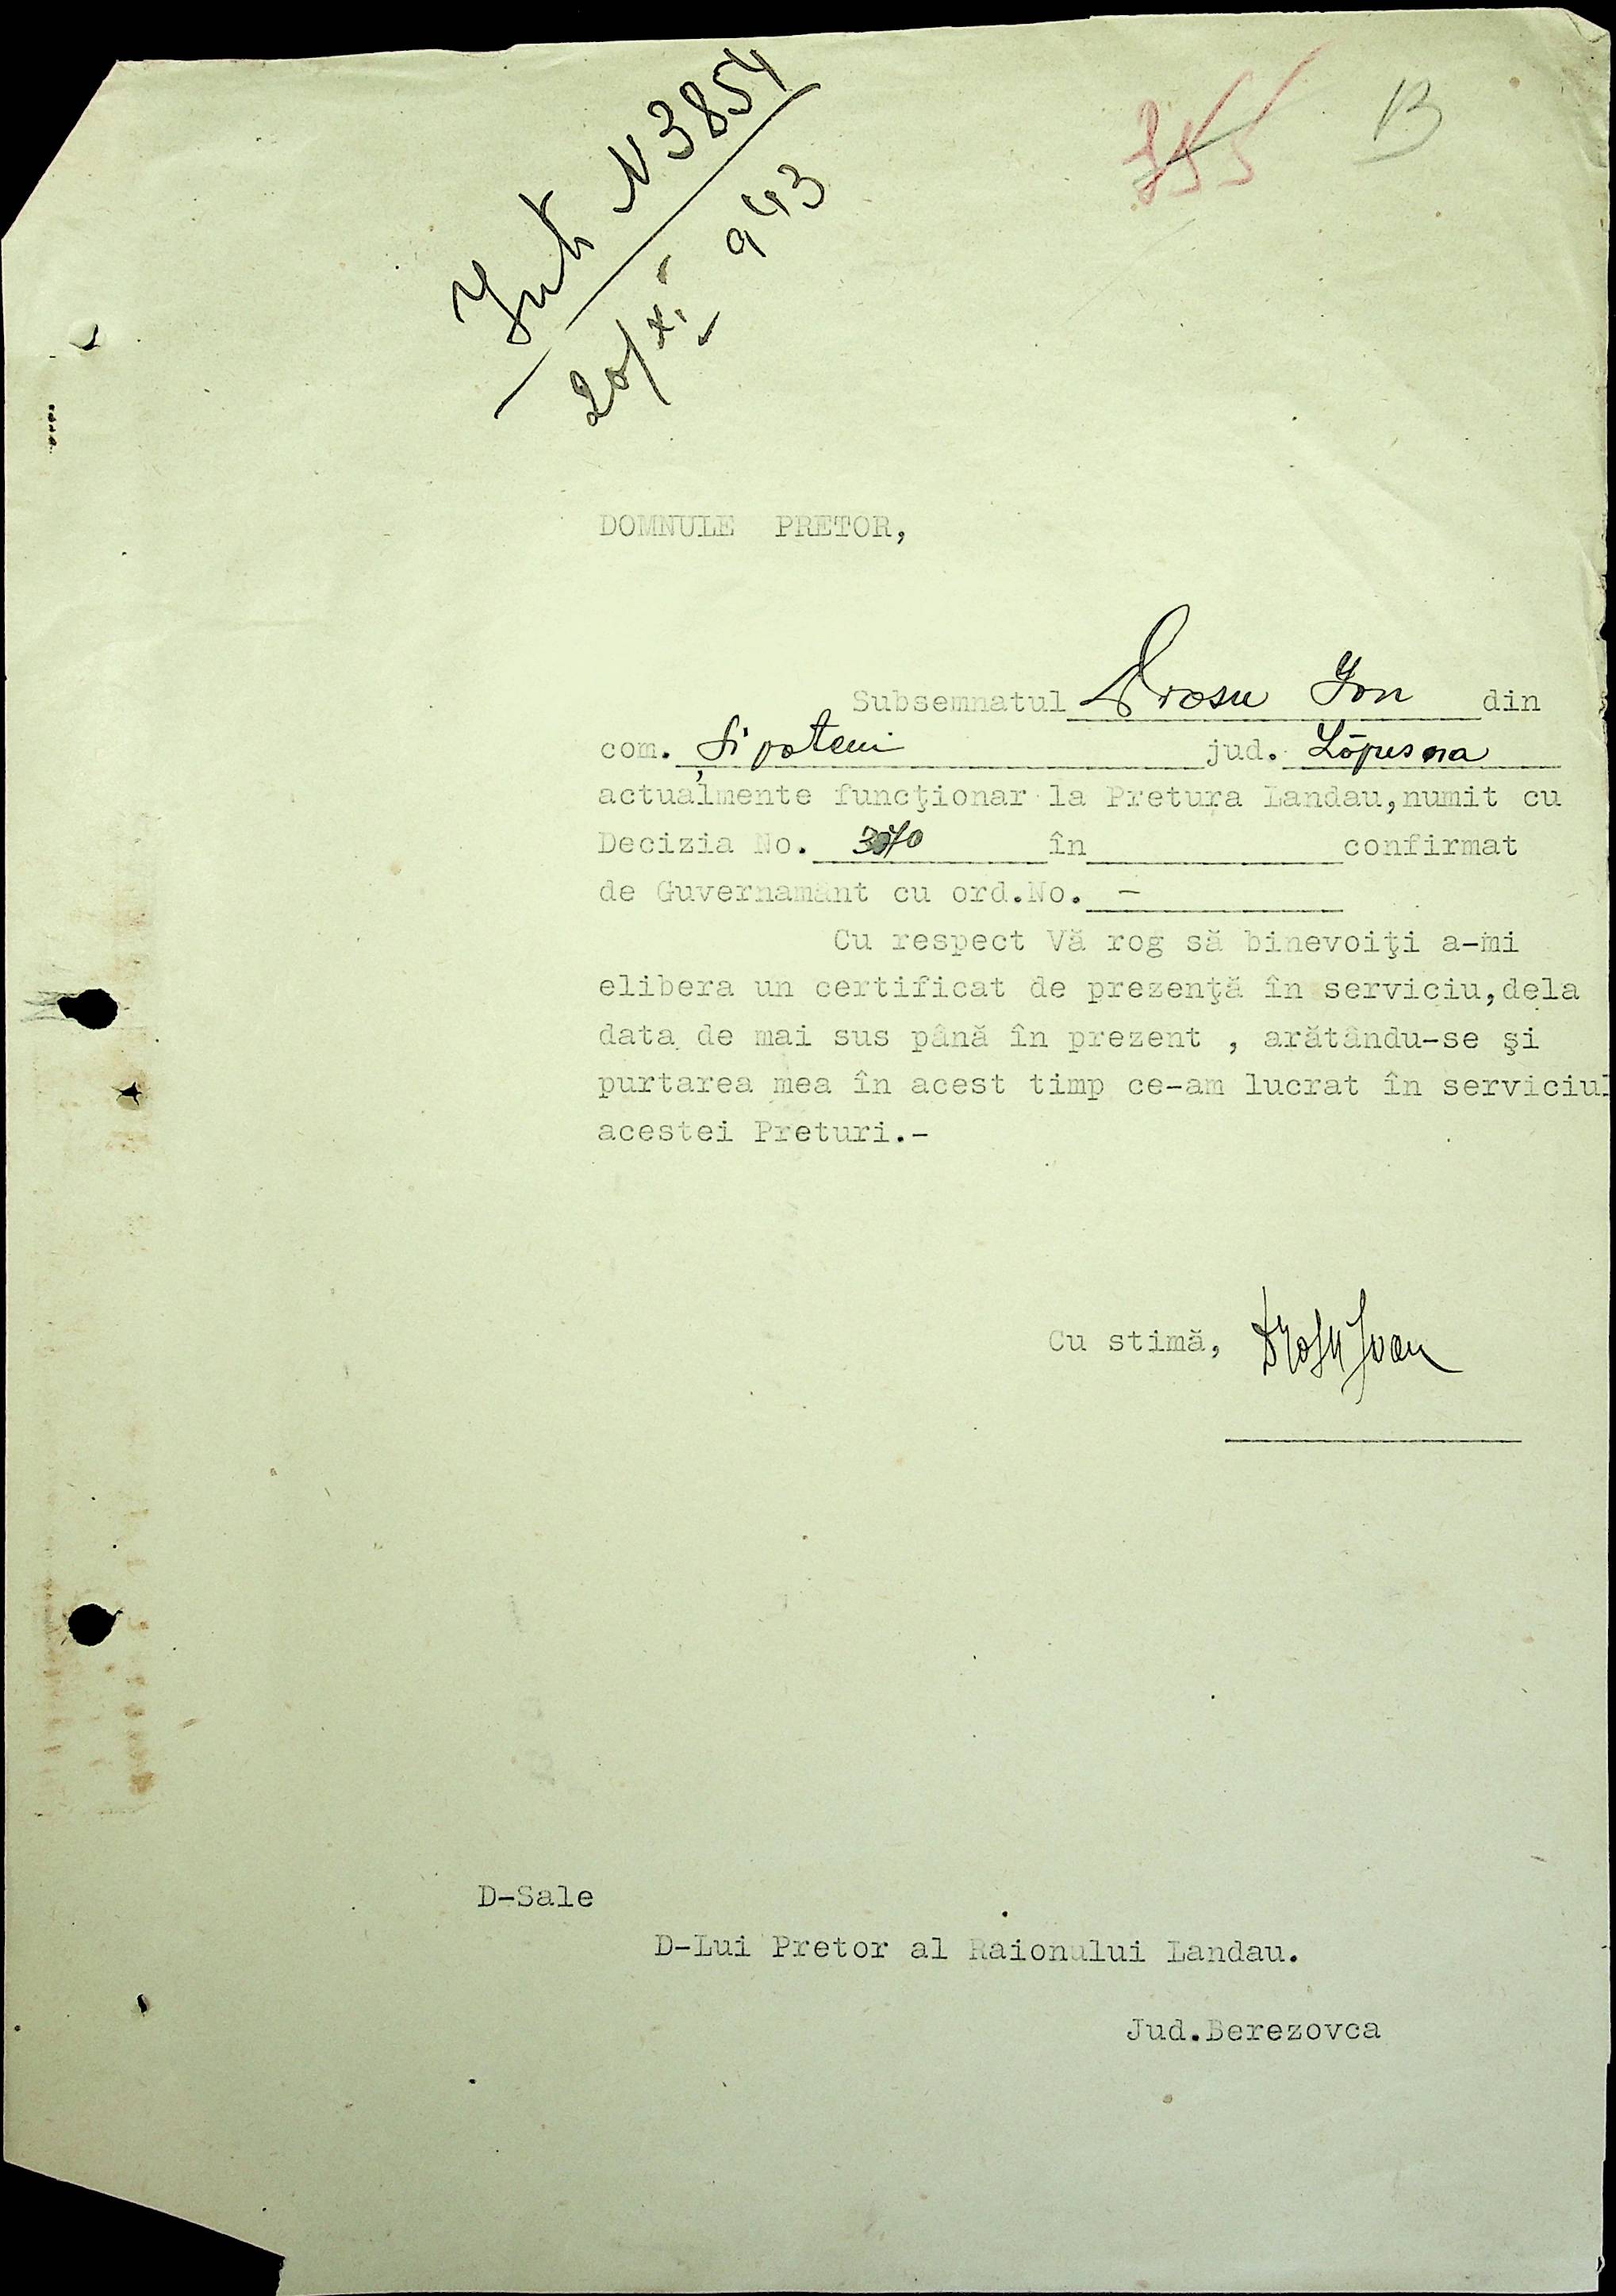 N 3854
20/XI 943
355
13
DOMNULE PRETOR,
Subsemnatul Drosu Ion din
com. Șipoteni jud. Lăpusna
actualmente funcţionar la Pretura Landau,numit cu
Decizia No. în confirmat
de Guvernamânt cu ord.No. -
Cu respect Vă rog să binevoiţi a-mi
elibera un certificat de prezenţă în serviciu,dela
data de mai sus până în prezent , arătându-se şi
purtarea mea în acest timp ce-am lucrat în serviciul
acestei Preturi.-
Cu stimă, Drosu Ioan
D-Sale
D-Lui Pretor al Raionului Landau.
Jud.Berezovca